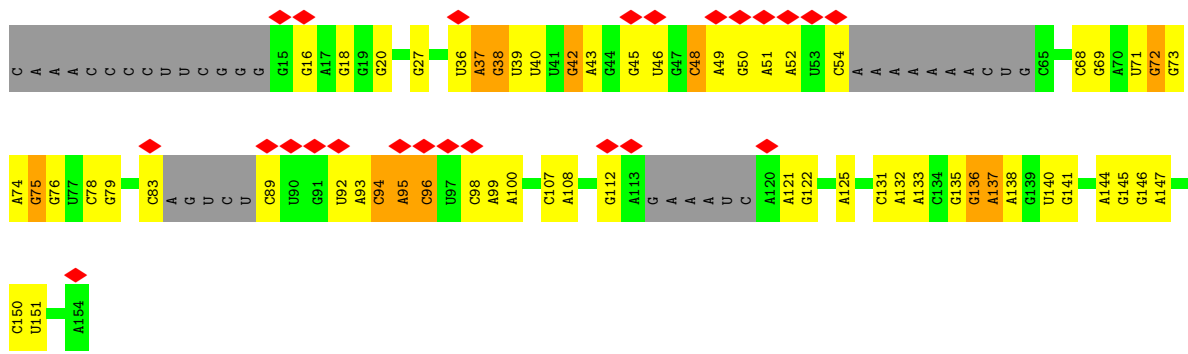 C A A A C C C C U U C G G G G15 G16 A17 G18 G19 G20 G27 U36 A37 G38 U39 U40 U41 G42 A43 G44 G45 U46 G47 C48 A49 G50 A51 A52 U53 C54 A A A A A A A C U G C65 C68 G69 A70 U71 G72 G73
A74 G75 G76 U77 C78 G79 C83 A G U C U C89 U90 G91 U92 A93 C94 A95 C96 U97 C98 A99 A100 C107 A108 G112 A113 G A A A U C A120 A121 G122 A125 C131 A132 A133 C134 G135 G136 A137 A138 G139 U140 G141 A144 G145 G146 A147
C150 U151 A154